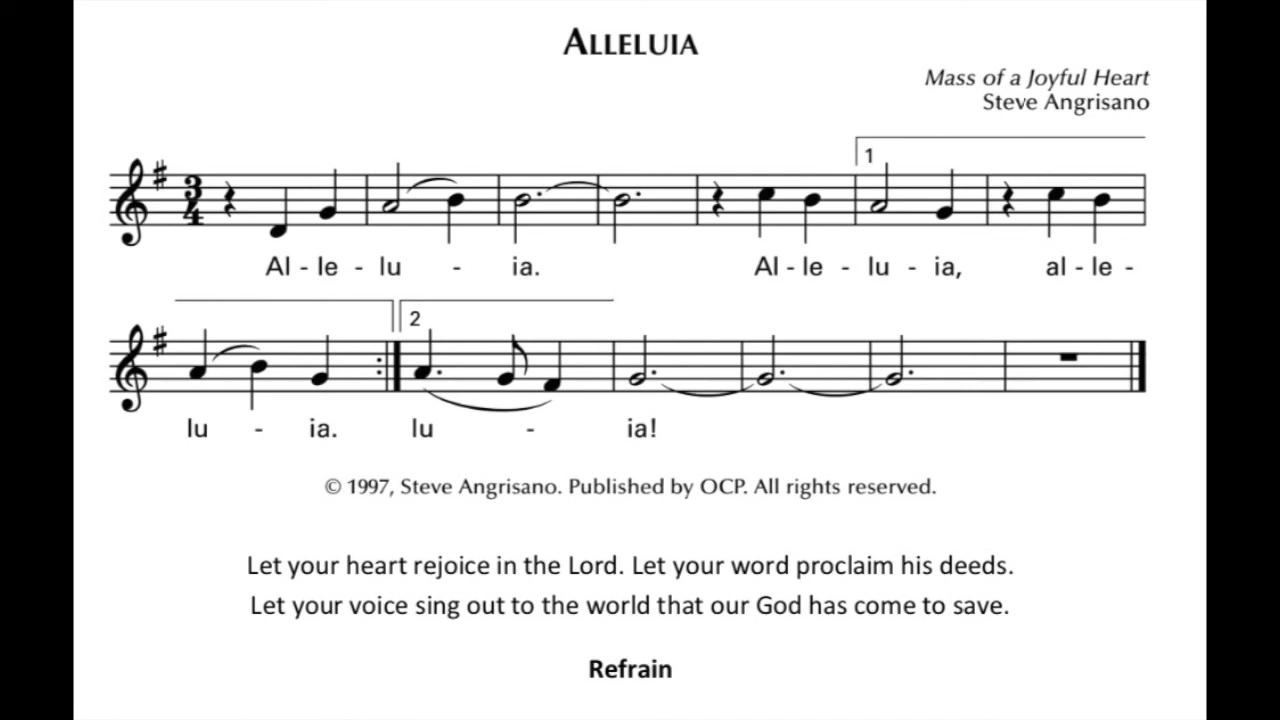 ALLELUIA
Mass of a Joyful Heart
Steve Angrisano
1
3
4
Al - le - lu - ia. Al - le - lu - ia, al - le -
2
lu - ia. lu - ia!
© 1997, Steve Angrisano. Published by OCP. All rights reserved.
Let your heart rejoice in the Lord. Let your word proclaim his deeds.
Let your voice sing out to the world that our God has come to save.
Refrain